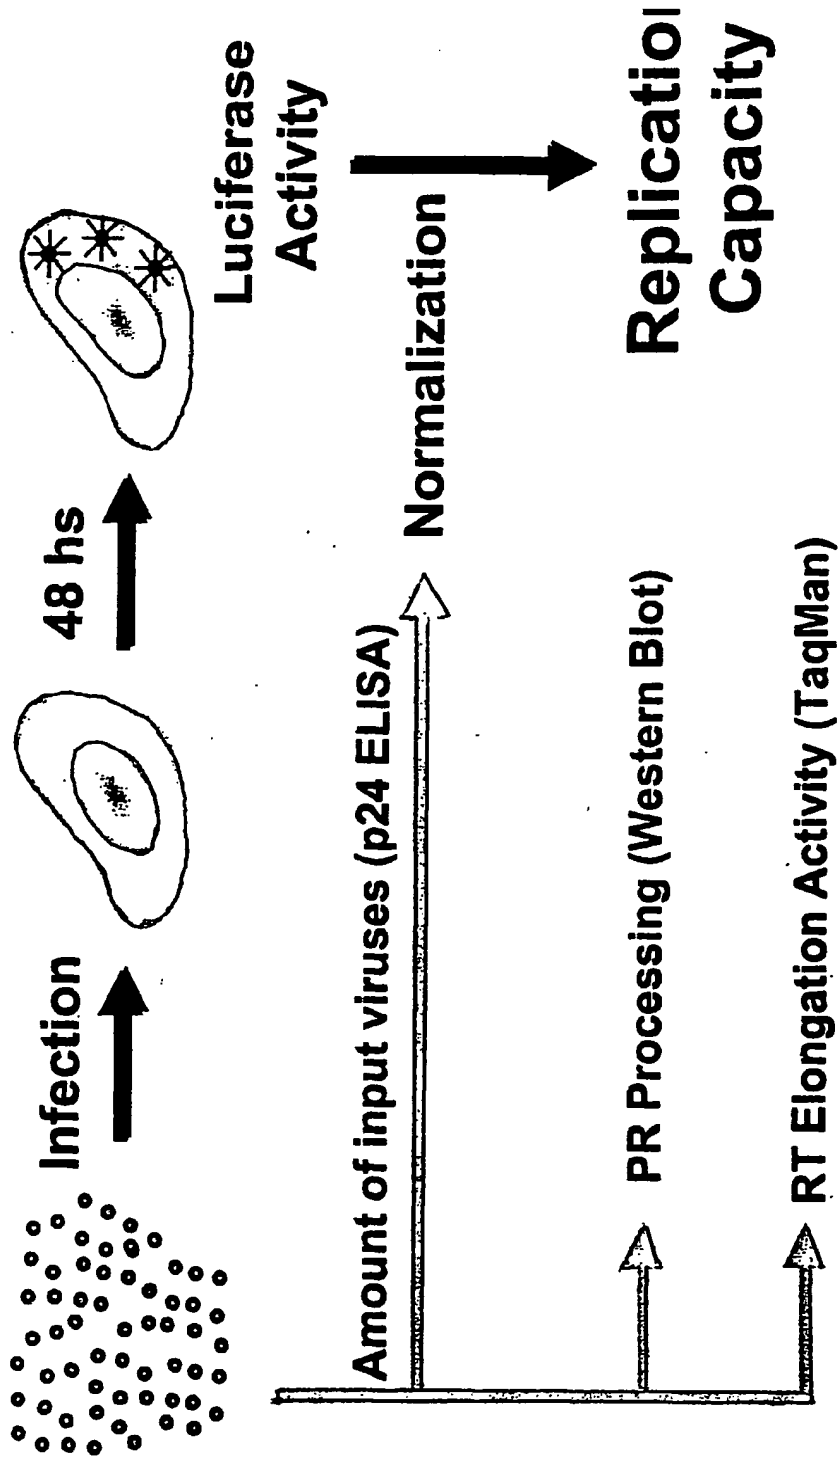 Infection
48 hs
Luciferase
Activity
Amount of input viruses (p24 ELISA)
Normalization
PR Processing (Western Blot)
Replicatio
Capacity
RT Elongation Activity (TaqMan)